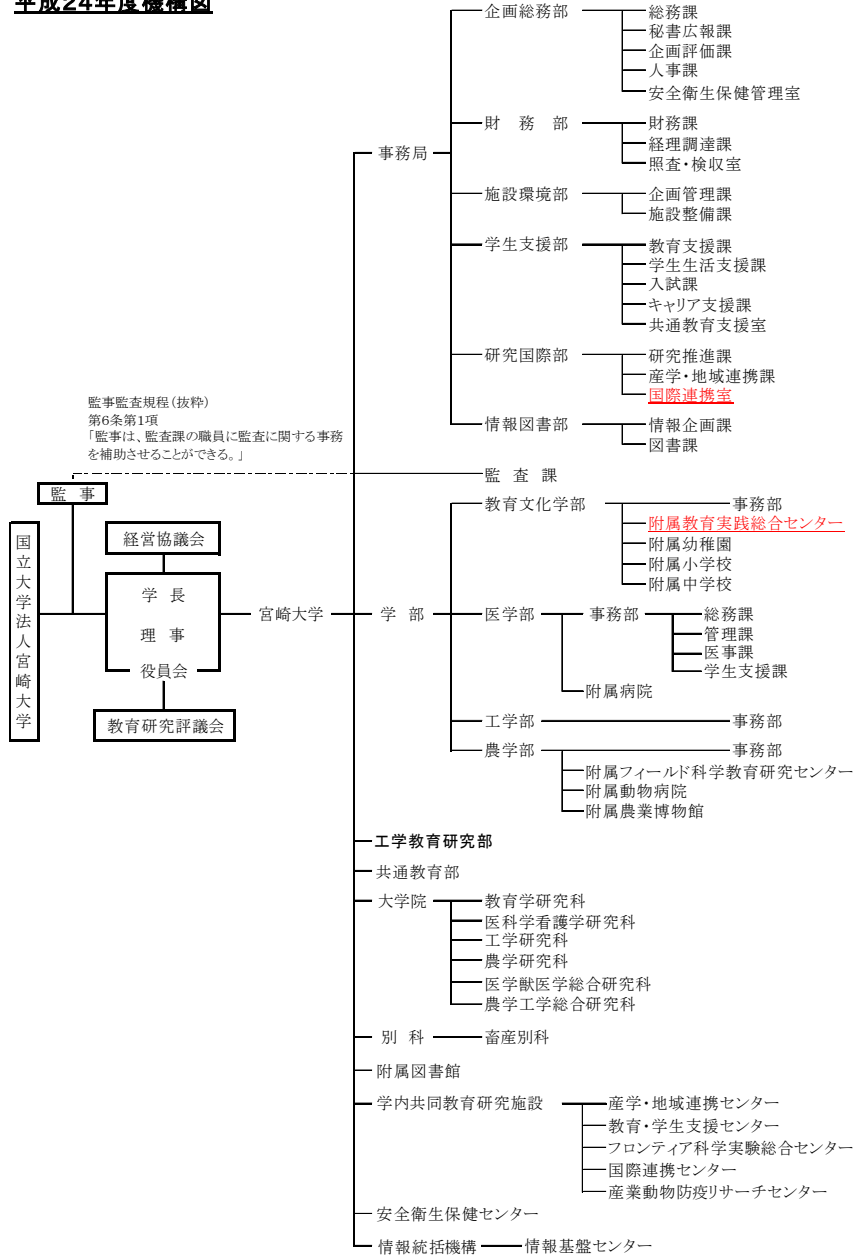 平成24年度機構図
企画総務部
総務課
秘書広報課
企画評価課
人事課
安全衛生保健管理室
事務局
財　務　部
財務課
経理調達課
照査・検収室
施設環境部
企画管理課
施設整備課
学生支援部
教育支援課
学生生活支援課
入試課
キャリア支援課
共通教育支援室
研究国際部
研究推進課
産学・地域連携課
国際連携室
情報図書部
情報企画課
図書課
監事監査規程(抜粋)
第6条第1項
「監事は、監査課の職員に監査に関する事務
を補助させることができる。」
監　査　課
監　事
国立大学法人宮崎大学
経営協議会
学　長
理　事
役員会
教育研究評議会
宮崎大学
学　部
教育文化学部
事務部
附属教育実践総合センター
附属幼稚園
附属小学校
附属中学校
医学部
事務部
総務課
管理課
医事課
学生支援課
附属病院
工学部
事務部
農学部
事務部
附属フィールド科学教育研究センター
附属動物病院
附属農業博物館
工学教育研究部
共通教育部
大学院
教育学研究科
医科学看護学研究科
工学研究科
農学研究科
医学獣医学総合研究科
農学工学総合研究科
別　科
畜産別科
附属図書館
学内共同教育研究施設
産学・地域連携センター
教育・学生支援センター
フロンティア科学実験総合センター
国際連携センター
産業動物防疫リサーチセンター
安全衛生保健センター
情報統括機構
情報基盤センター